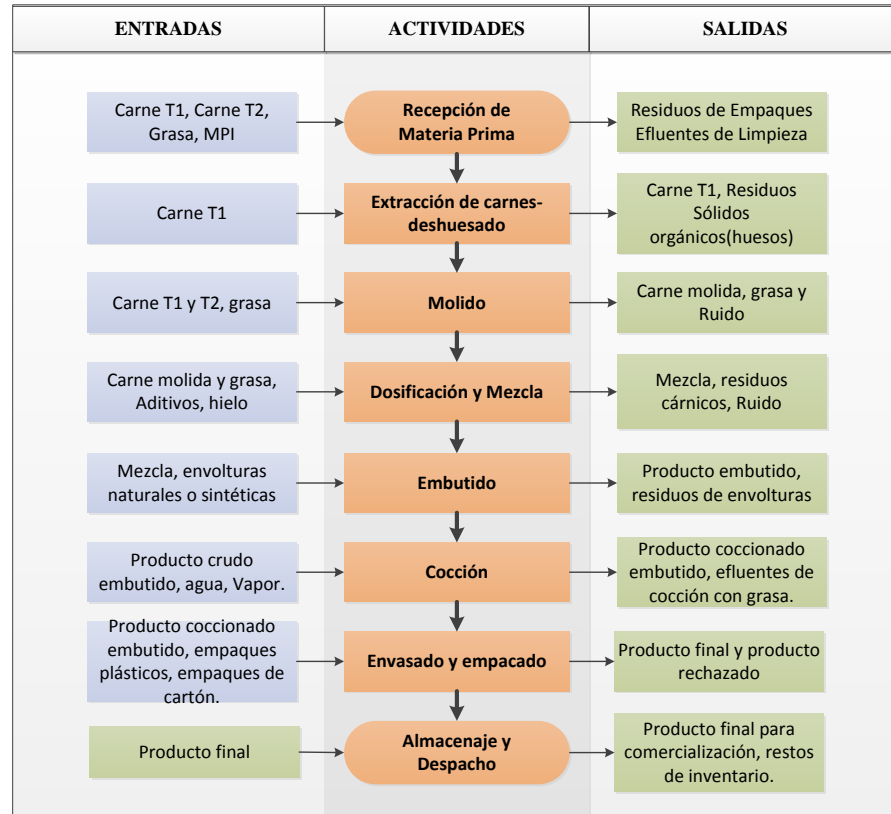 ENTRADAS
ACTIVIDADES
SALIDAS
Carne T1, Carne T2,
Grasa, MPI
Recepción de
Materia Prima
Residuos de Empaques
Efluentes de Limpieza
Carne T1
Extracción de carnes-
deshuesado
Carne T1, Residuos
Sólidos
orgánicos(huesos)
Carne T1 y T2, grasa
Molido
Carne molida, grasa y
Ruido
Carne molida y grasa,
Aditivos, hielo
Dosificación y Mezcla
Mezcla, residuos
cárnicos, Ruido
Mezcla, envolturas
naturales o sintéticas
Embutido
Producto embutido,
residuos de envolturas
Producto crudo
embutido, agua, Vapor.
Cocción
Producto coccionado
embutido, efluentes de
cocción con grasa.
Producto coccionado
embutido, empaques
plásticos, empaques de
cartón.
Envasado y empacado
Producto final y producto
rechazado
Producto final
Almacenaje y
Despacho
Producto final para
comercialización, restos
de inventario.